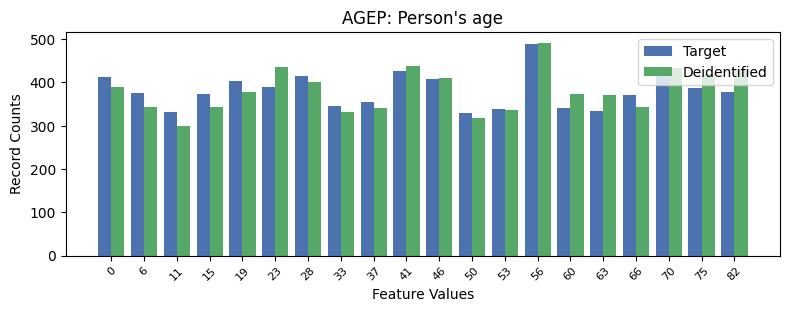 AGEP: Person's age
Record Counts
500
400
300
200
100
0
Target
Deidentified
0 6 11 15 19 23 28 33 37 41 46 50 53 56 60 63 66 70 75 82
Feature Values